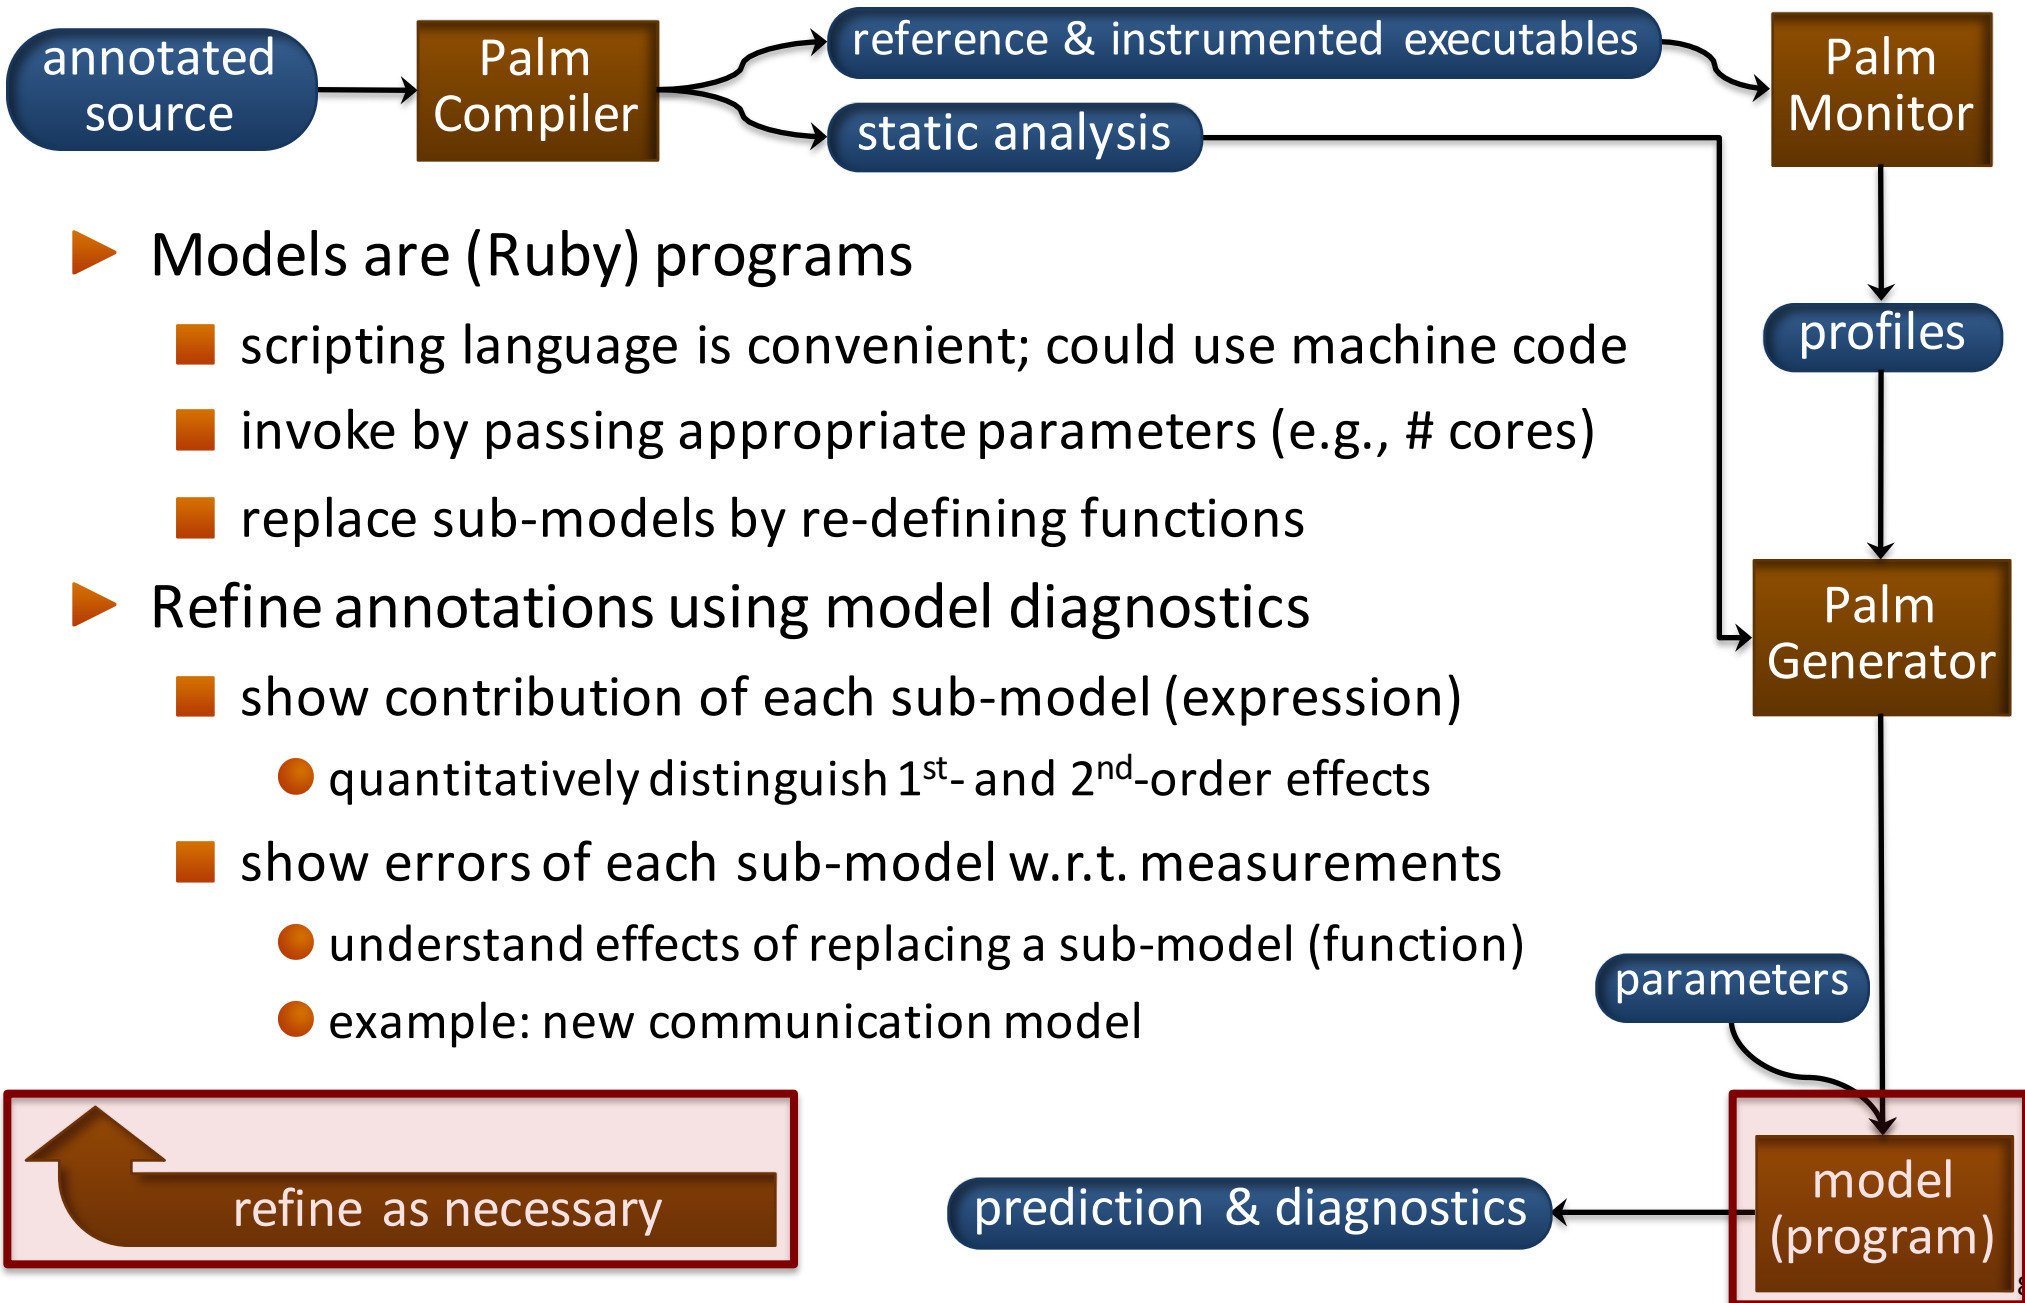 annotated
source
Palm
Compiler
reference & instrumented executables
static analysis
Palm
Monitor
Models are (Ruby) programs
scripting language is convenient; could use machine code
invoke by passing appropriate parameters (e.g., # cores)
replace sub-models by re-defining functions
profiles
Refine annotations using model diagnostics
show contribution of each sub-model (expression)
quantitatively distinguish 1st- and 2nd-order effects
show errors of each sub-model w.r.t. measurements
understand effects of replacing a sub-model (function)
example: new communication model
Palm
Generator
parameters
refine as necessary
prediction & diagnostics
model
(program)